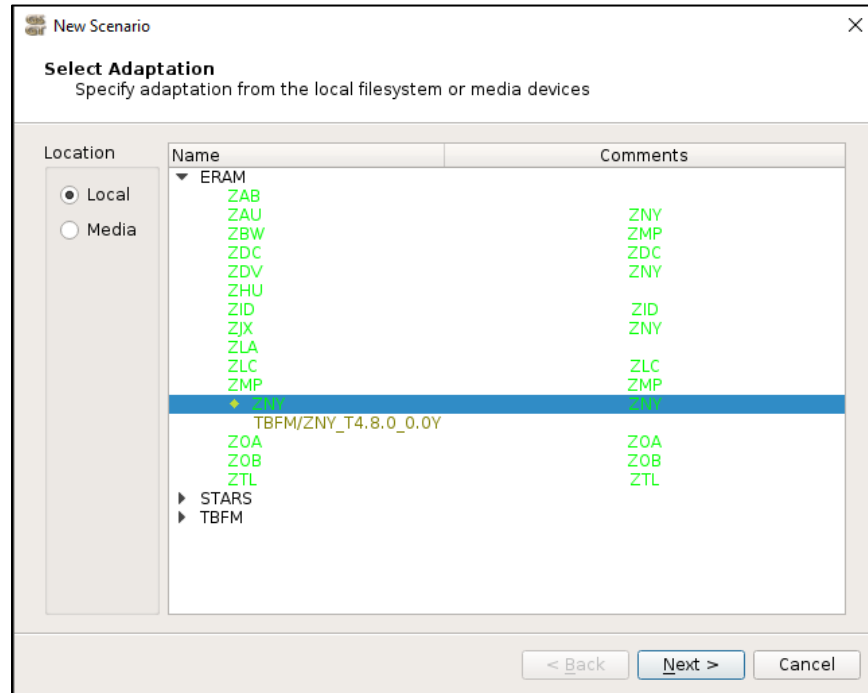 New Scenario
Select Adaptation
Specify adaptation from the local filesystem or media devices
Location
Local
Media
Name Comments
ERAM
ZAB
ZAU ZNY
ZBW ZMP
ZDC ZDC
ZDV ZNY
ZHU
ZID ZID
ZJX ZNY
ZLA
ZLC ZLC
ZMP ZMP
ZNY ZNY
TBFM/ZNY_T4.8.0_0.0Y
ZOA ZOA
ZOB ZOB
ZTL ZTL
STARS
TBFM
< Back Next > Cancel